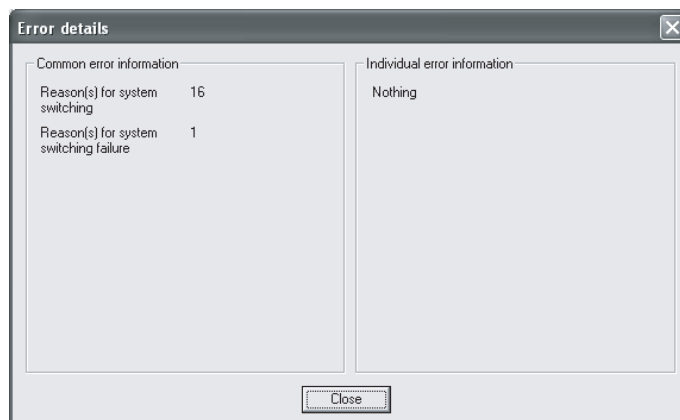 Error details
Common error information
Reason(s) for system 16
switching
Reason(s) for system 1
switching failure
Individual error information
Nothing
Close